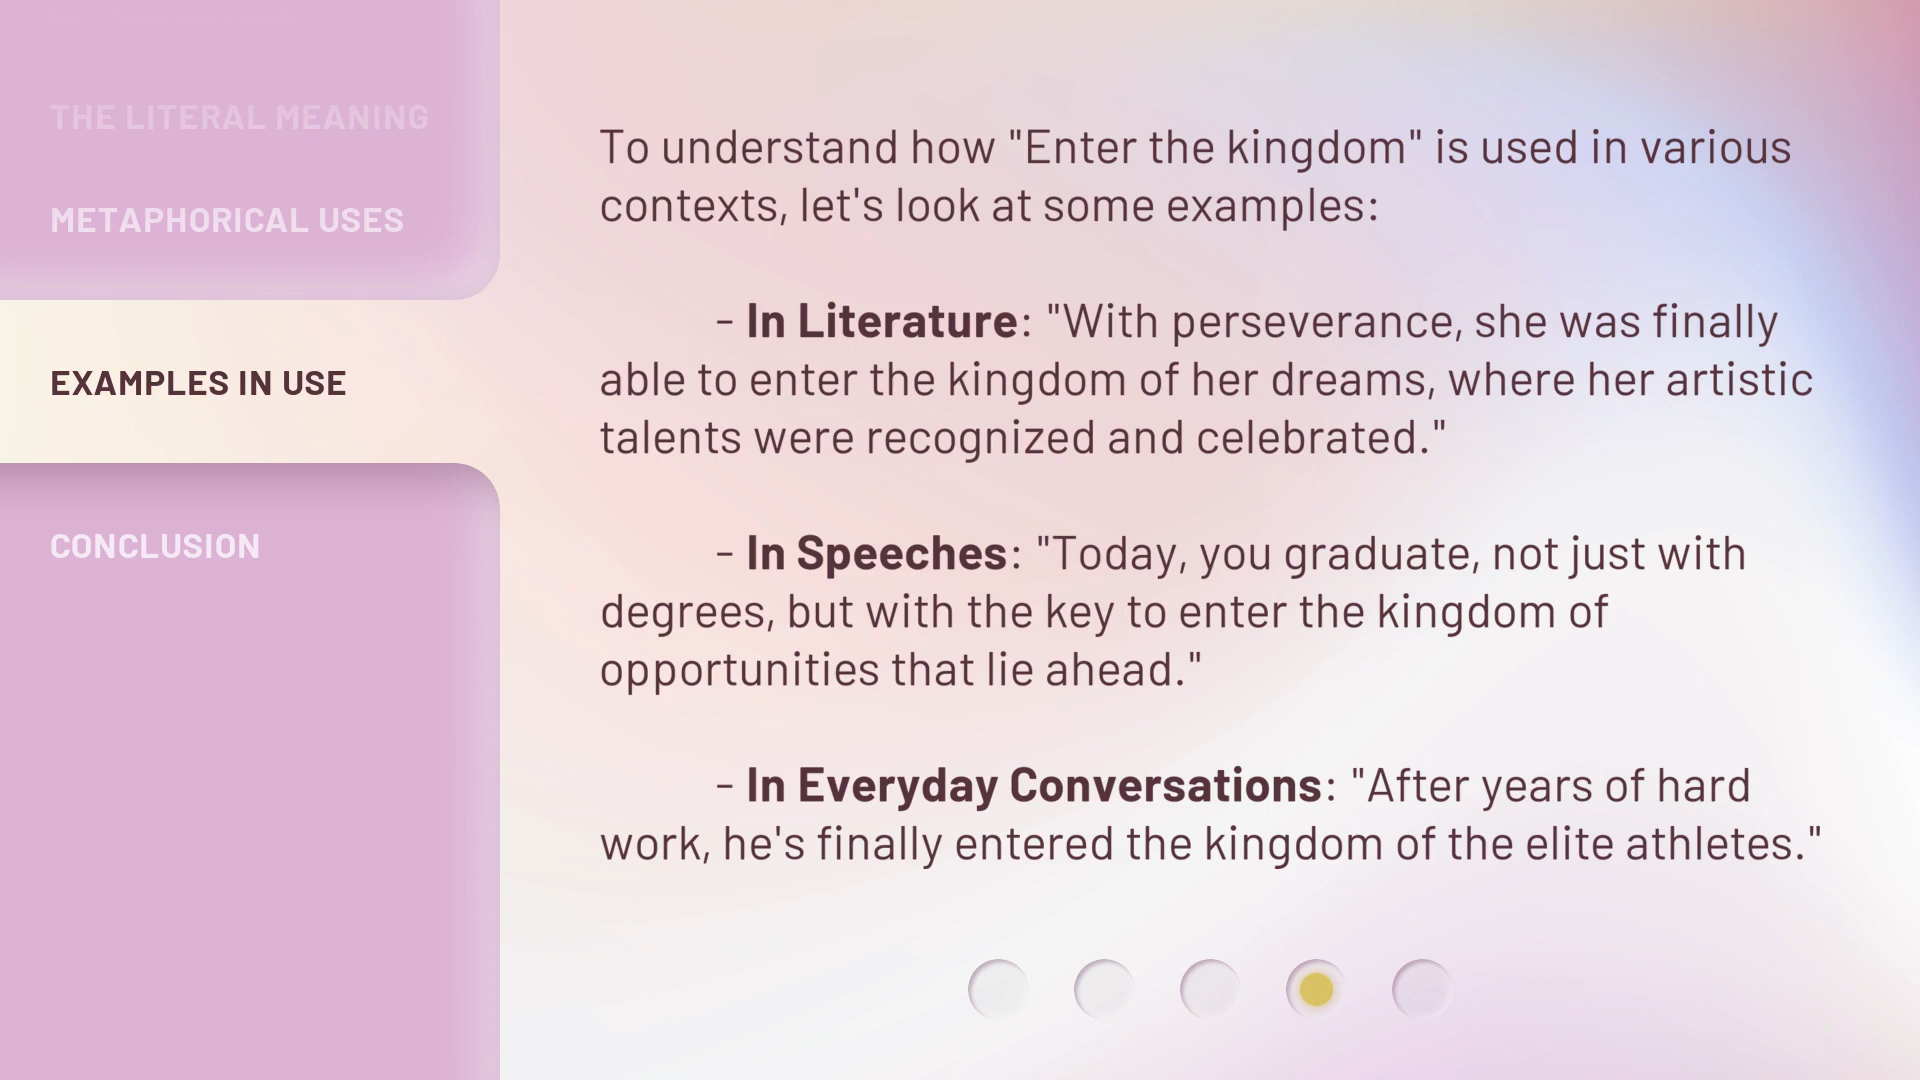 THE LITERAL MEANING
METAPHORICAL USES
EXAMPLES IN USE
CONCLUSION
To understand how "Enter the kingdom" is used in various
contexts, let's look at some examples:
- In Literature: "With perseverance, she was finally
able to enter the kingdom of her dreams, where her artistic
talents were recognized and celebrated."
- In Speeches: "Today, you graduate, not just with
degrees, but with the key to enter the kingdom of
opportunities that lie ahead."
- In Everyday Conversations: "After years of hard
work, he's finally entered the kingdom of the elite athletes."